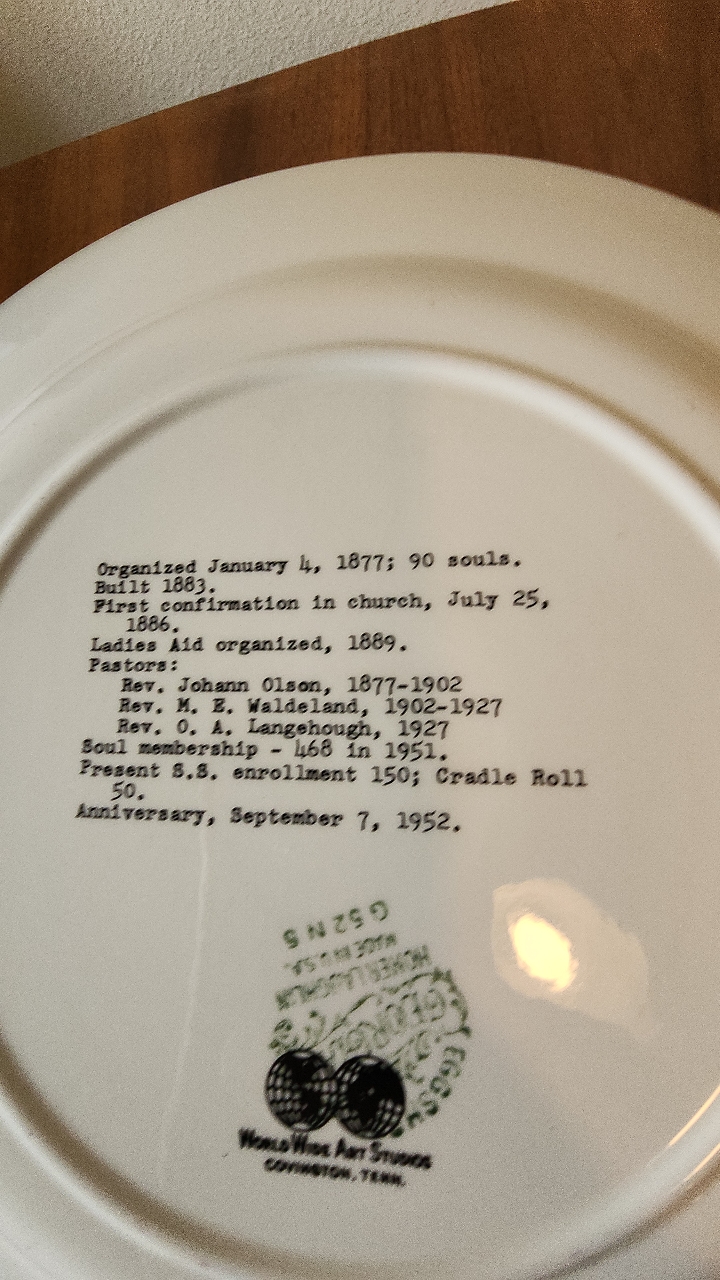 Organized January 4, 1877; 90 souls.
Built 1883.
First confirmation in church, July 25,
1886.
Ladies Aid organized, 1889.
Pastors:
Rev. Johann Olson, 1877-1902
Rev. M. E. Waldeland, 1902-1927
Rev. O. A. Langehough, 1927
Soul membership - 468 in 1951.
Present S.S. enrollment 150; Cradle Roll
50.
Anniversary, September 7, 1952.
G 52 N 5
MADE IN U.S.A.
HOMER LAUGHLIN
EGGSH
WORLD WIDE ART STUDIOS
COVINGTON, TENN.